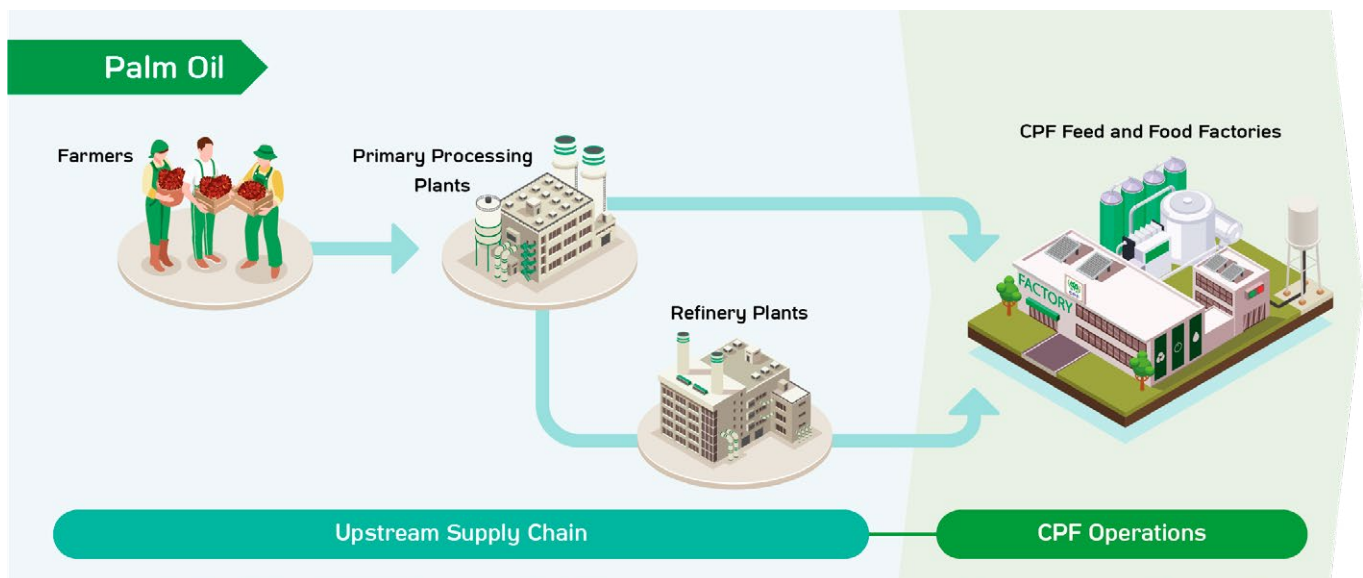 Palm Oil
Farmers
Primary Processing
Plants
Refinery Plants
CPF Feed and Food Factories
FACTORY
Upstream Supply Chain
CPF Operations